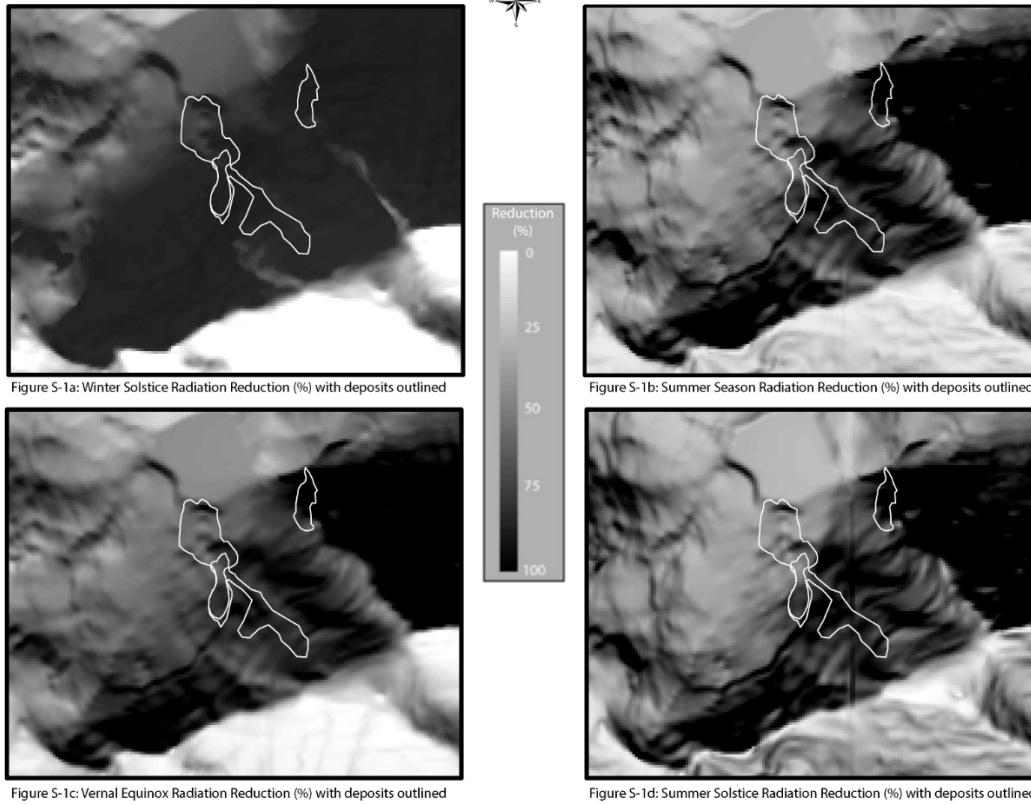 W E
S
Figure S-1a: Winter Solstice Radiation Reduction (%) with deposits outlined
Reduction
(%)
0
25
50
75
100
Figure S-1b: Summer Season Radiation Reduction (%) with deposits outlined
Figure S-1c: Vernal Equinox Radiation Reduction (%) with deposits outlined
Figure S-1d: Summer Solstice Radiation Reduction (%) with deposits outlined